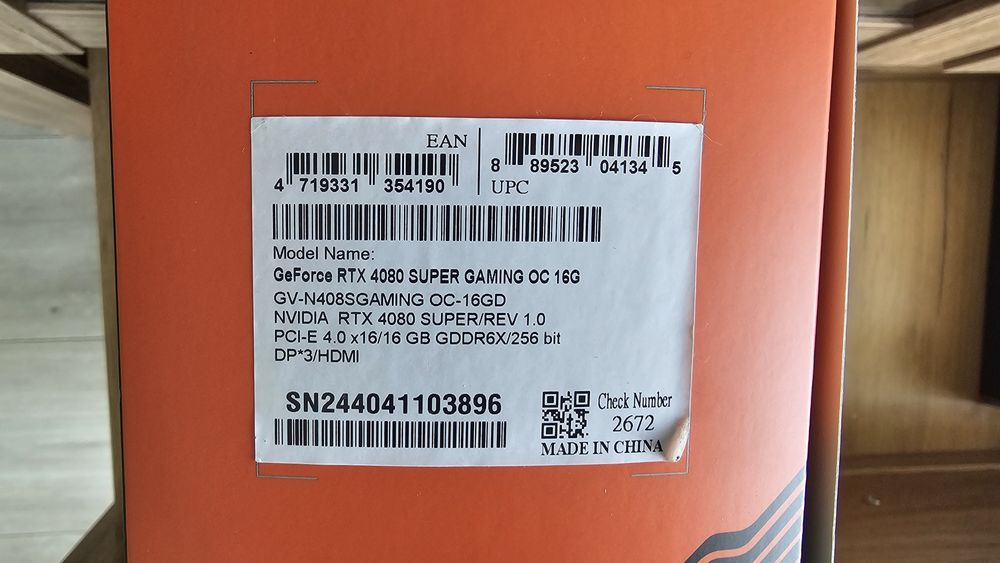 EAN
4 719331 354190
8 89523 04134 5
UPC
Model Name:
GeForce RTX 4080 SUPER GAMING OC 16G
GV-N408SGAMING OC-16GD
NVIDIA RTX 4080 SUPER/REV 1.0
PCI-E 4.0 x16/16 GB GDDR6X/256 bit
DP*3/HDMI
SN244041103896
Check Number
2672
MADE IN CHINA